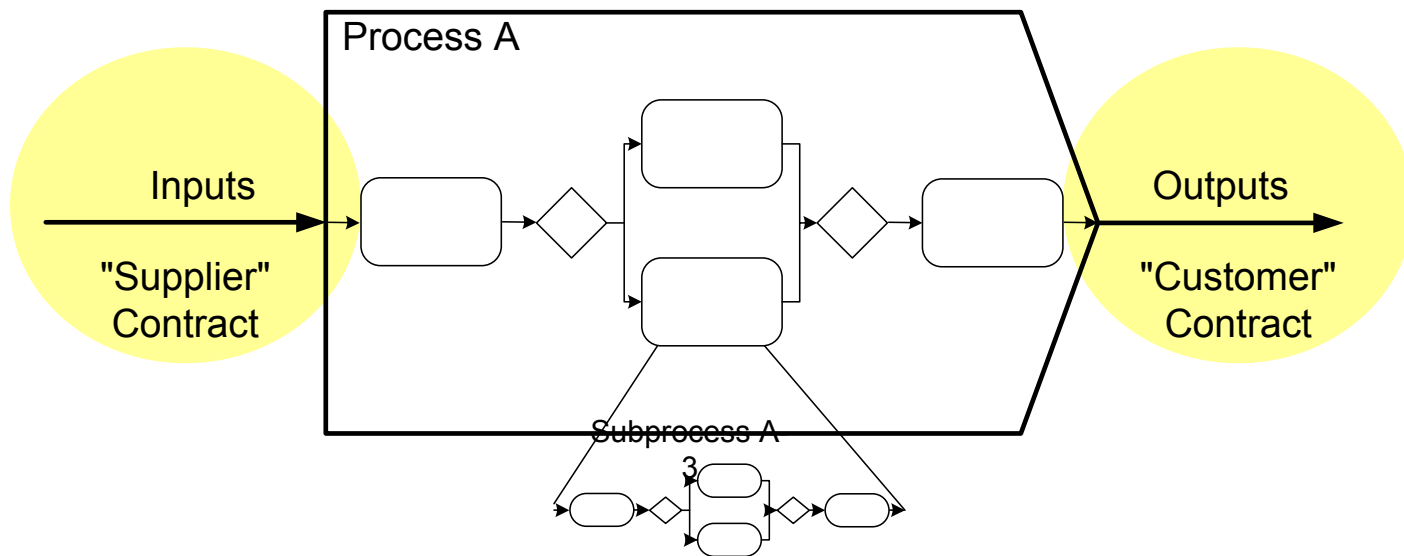 Process A
Inputs
"Supplier"
Contract
Outputs
"Customer"
Contract
Subprocess A
3